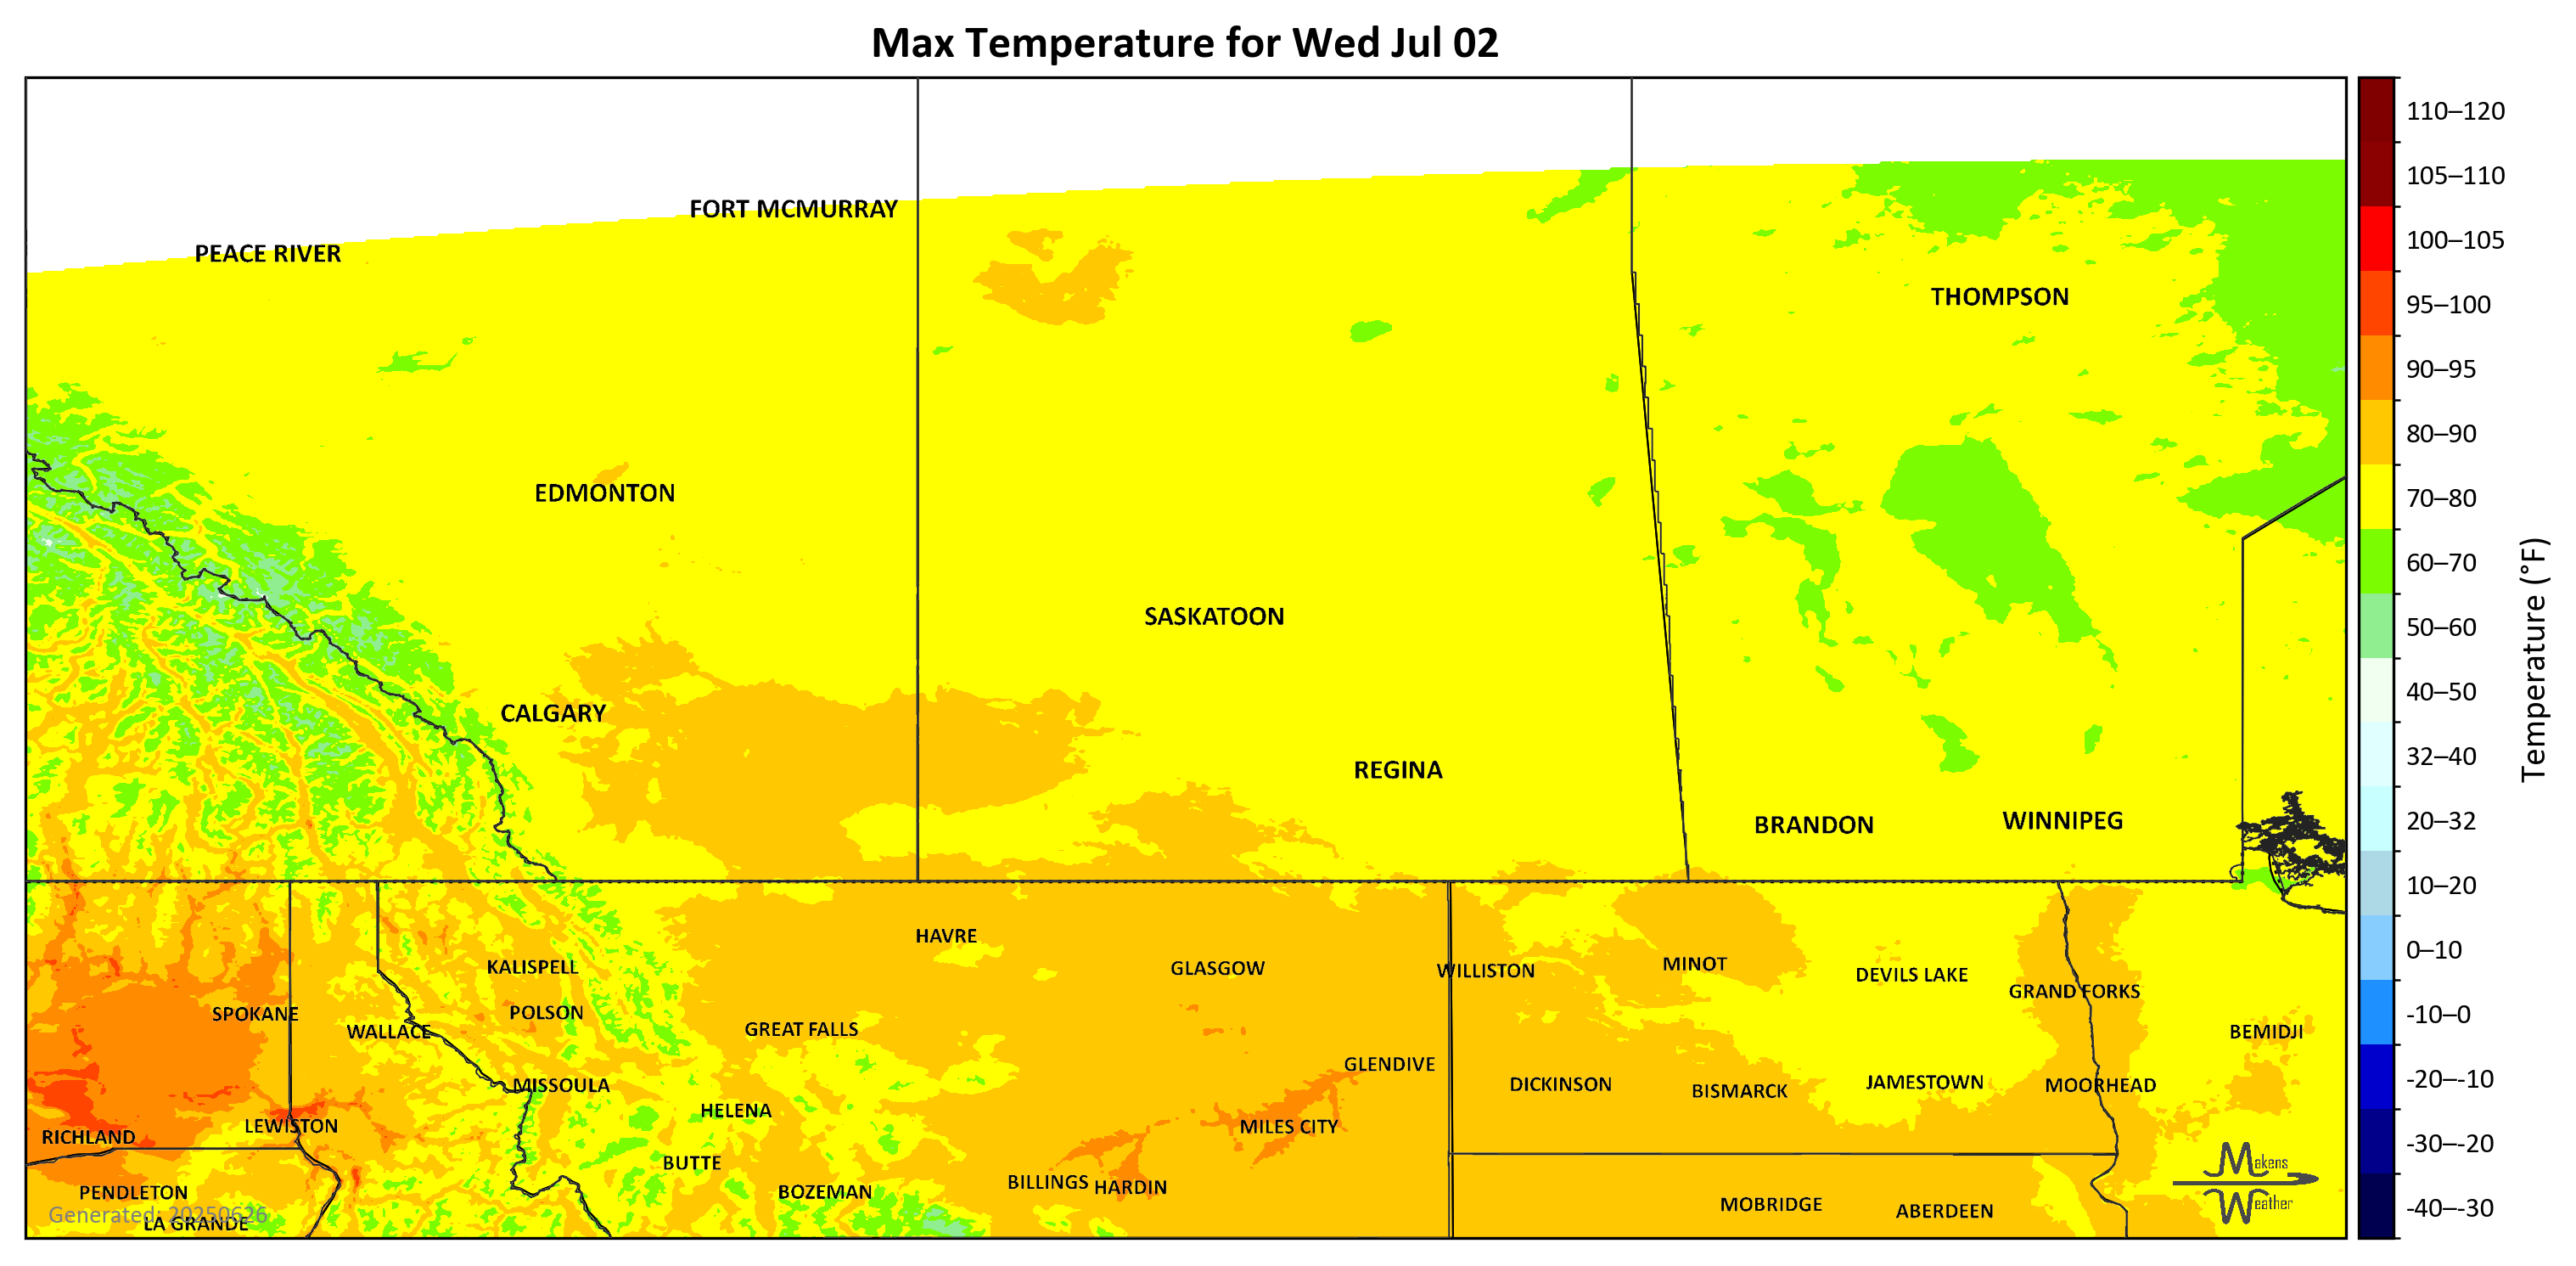 Max Temperature for Wed Jul 02
FORT MCMURRAY
PEACE RIVER
THOMPSON
EDMONTON
SASKATOON
CALGARY
REGINA
BRANDON
WINNIPEG
HAVRE
KALISPELL
GLASGOW
WILLISTON
MINOT
DEVILS LAKE
GRAND FORKS
SPOKANE
POLSON
WALLACE
GREAT FALLS
BEMIDJI
GLENDIVE
MISSOULA
DICKINSON
BISMARCK
JAMESTOWN
MOORHEAD
HELENA
LEWISTON
MILES CITY
RICHLAND
BUTTE
BILLINGS
HARDIN
PENDLETON
BOZEMAN
MOBRIDGE
ABERDEEN
Generated: 20250626
LA GRANDE
Makens
Weather
110–120
105–110
100–105
95–100
90–95
80–90
70–80
60–70
50–60
40–50
32–40
20–32
10–20
0–10
-10–0
-20–-10
-30–-20
-40–-30
Temperature (°F)